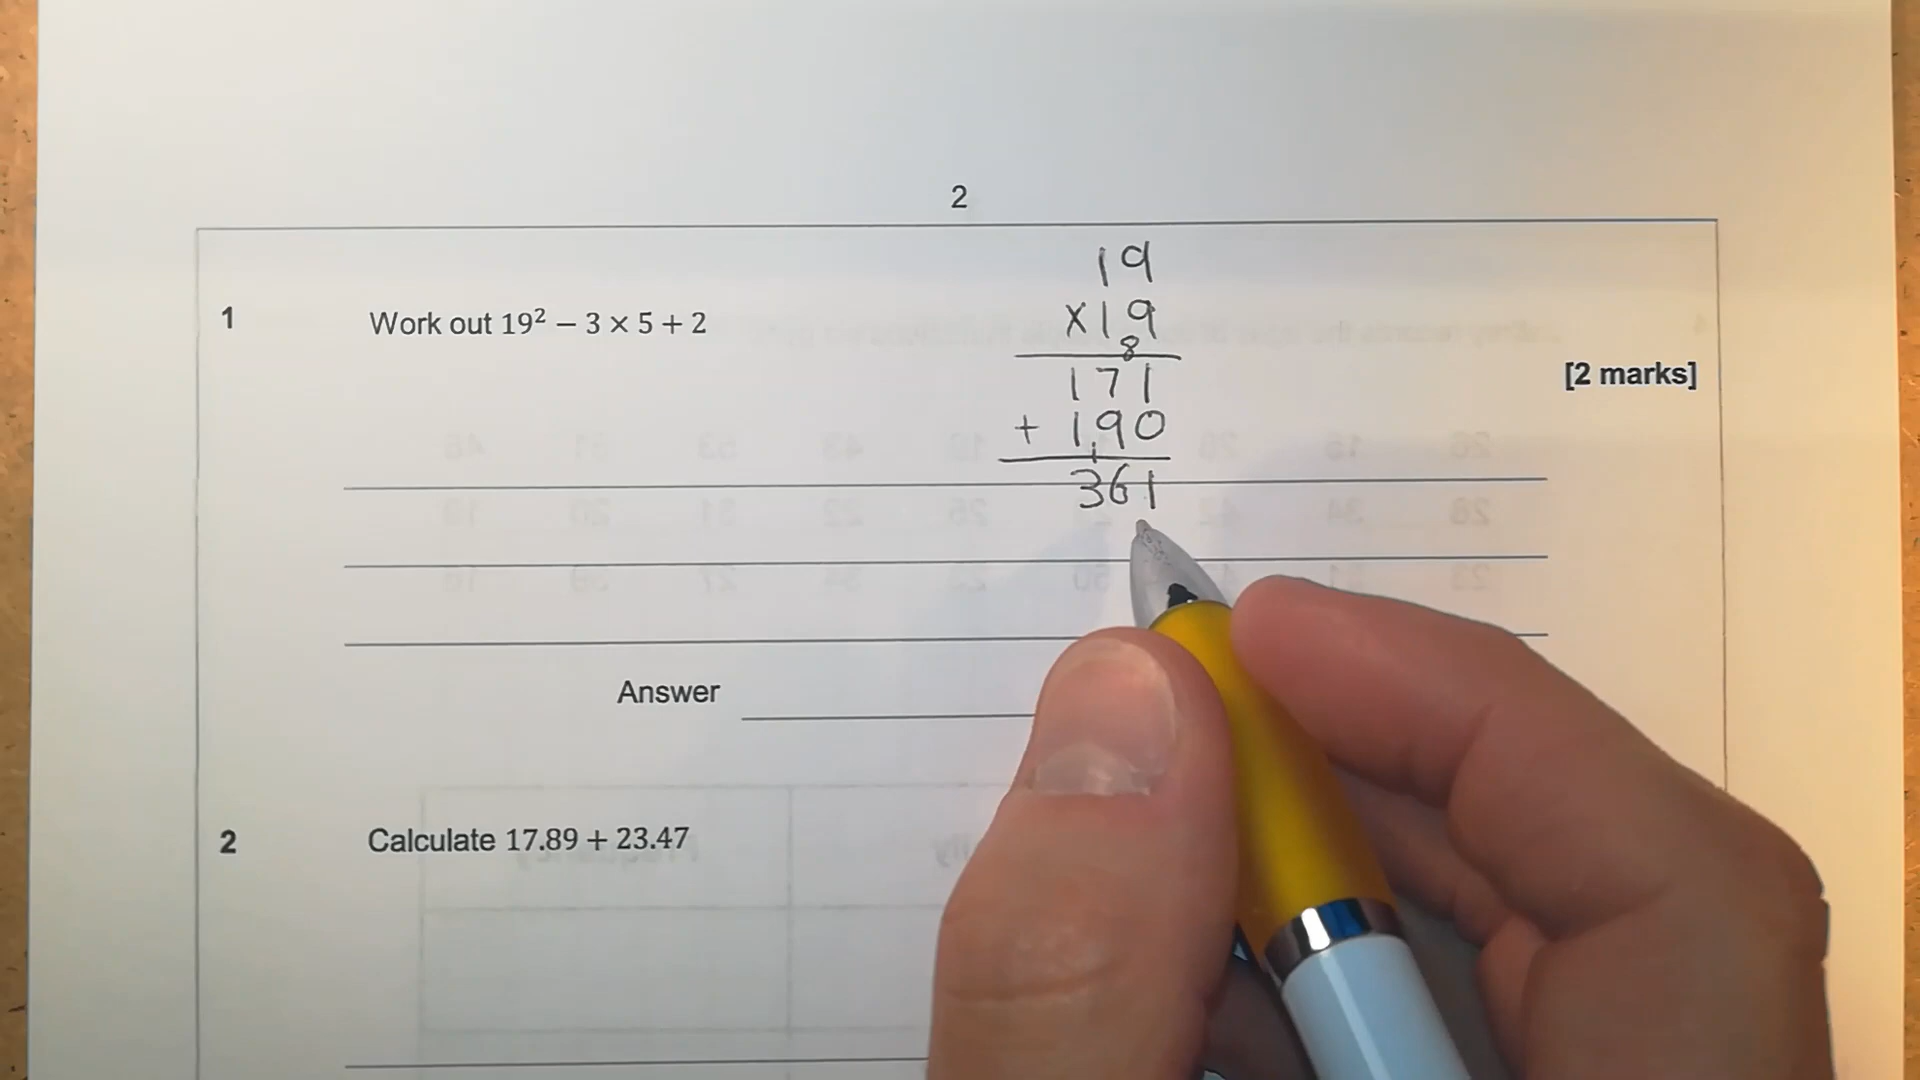 2
1 Work out 19² − 3 × 5 + 2
19
×19
8
171
+ 190
1
361
[2 marks]
Answer
2 Calculate 17.89 + 23.47